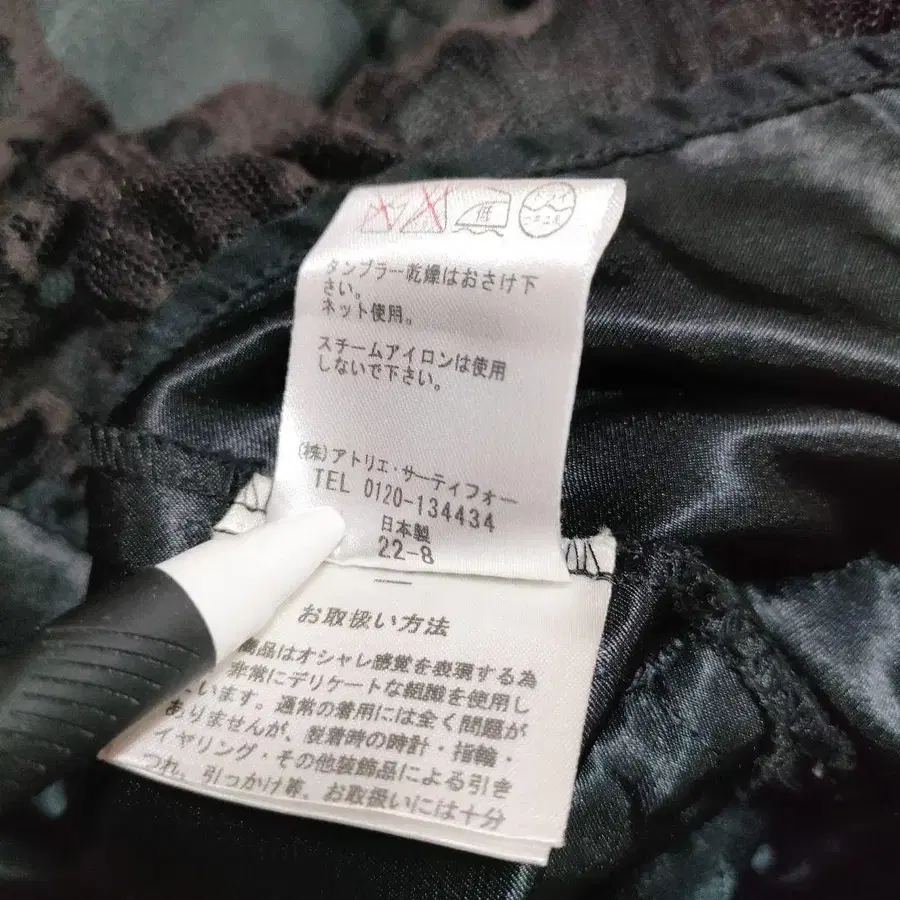 低
ドライ
タンブラー乾燥はおさけ下
さい。
ネット使用。
スチームアイロンは使用
しないで下さい。
(株)アトリエ・サーティフォー
TEL 0120-134434
日本製
22-8
お取扱い方法
商品はオシャレ感覚を表現する為
非常にデリケートな組織を使用し
います。通常の着用には全く問題が
ありませんが、装着時の時計・指輪・
イヤリング・その他装飾品による引き
つれ、引っかけ等、お取扱いには十分